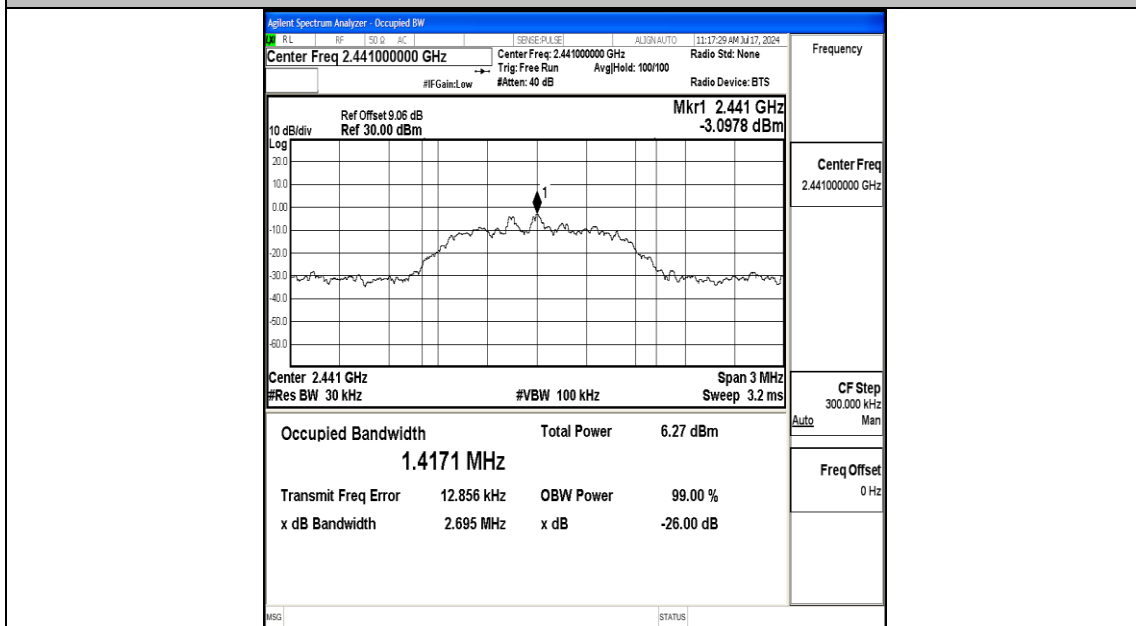 Agilent Spectrum Analyzer - Occupied BW
LXI RL RF 50 Ω AC SENSE:PULSE ALIGN AUTO 11:17:29 AM Jul 17, 2024
Center Freq 2.441000000 GHz
Center Freq: 2.441000000 GHz
Radio Std: None
Trig: Free Run Avg|Hold: 100/100
#IFGain:Low
#Atten: 40 dB
Radio Device: BTS
Frequency
Mkr1 2.441 GHz
-3.0978 dBm
Ref Offset 9.06 dB
10 dB/div Ref 30.00 dBm
Log
20.0
10.0
0.00
-10.0
-20.0
-30.0
-40.0
-50.0
-60.0
1
Center 2.441 GHz Span 3 MHz
#Res BW 30 kHz #VBW 100 kHz Sweep 3.2 ms
Center Freq
2.441000000 GHz
CF Step
300.000 kHz
Auto Man
Freq Offset
0 Hz
Occupied Bandwidth Total Power 6.27 dBm
1.4171 MHz
Transmit Freq Error 12.856 kHz OBW Power 99.00 %
x dB Bandwidth 2.695 MHz x dB -26.00 dB
MSG STATUS